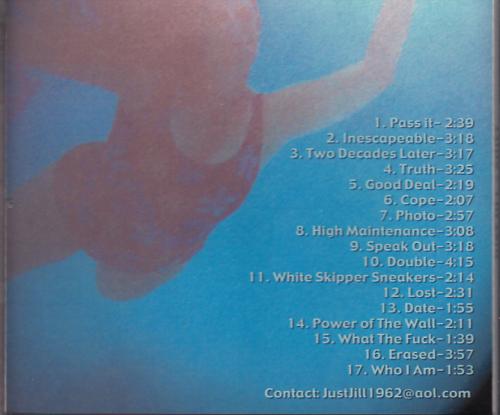 1. Pass it-2:39
2. Inescapeable-3:18
3. Two Decades Later-3:17
4. Truth-3:25
5. Good Deal-2:19
6. Cope-2:07
7. Photo-2:57
8. High Maintenance-3:08
9. Speak Out-3:18
10. Double-4:15
11. White Skipper Sneakers-2:14
12. Lost-2:31
13. Date-1:55
14. Power of The Wall-2:11
15. What The Fuck-1:39
16. Erased-3:57
17. Who I Am-1:53
Contact: JustJill1962@aol.com